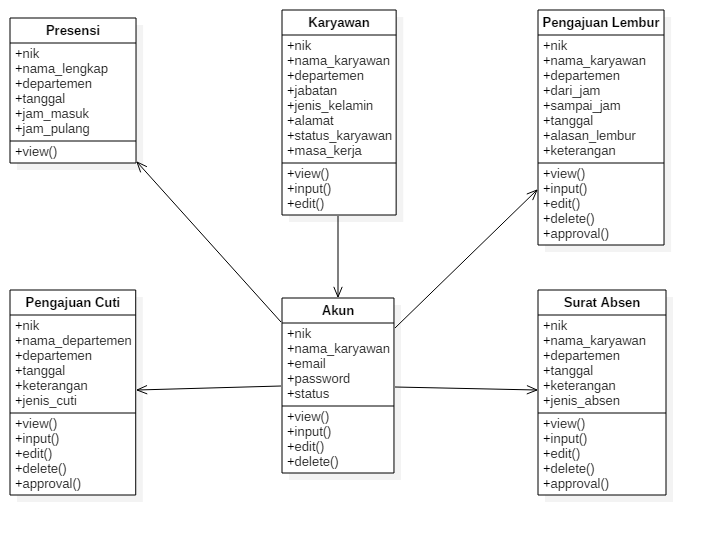 Presensi
+nik
+nama_lengkap
+departemen
+tanggal
+jam_masuk
+jam_pulang
+view()
Karyawan
+nik
+nama_karyawan
+departemen
+jabatan
+jenis_kelamin
+alamat
+status_karyawan
+masa_kerja
+view()
+input()
+edit()
Pengajuan Lembur
+nik
+nama_karyawan
+departemen
+dari_jam
+sampai_jam
+tanggal
+alasan_lembur
+keterangan
+view()
+input()
+edit()
+delete()
+approval()
Pengajuan Cuti
+nik
+nama_departemen
+departemen
+tanggal
+keterangan
+jenis_cuti
+view()
+input()
+edit()
+delete()
+approval()
Akun
+nik
+nama_karyawan
+email
+password
+status
+view()
+input()
+edit()
+delete()
Surat Absen
+nik
+nama_karyawan
+departemen
+tanggal
+keterangan
+jenis_absen
+view()
+input()
+edit()
+delete()
+approval()